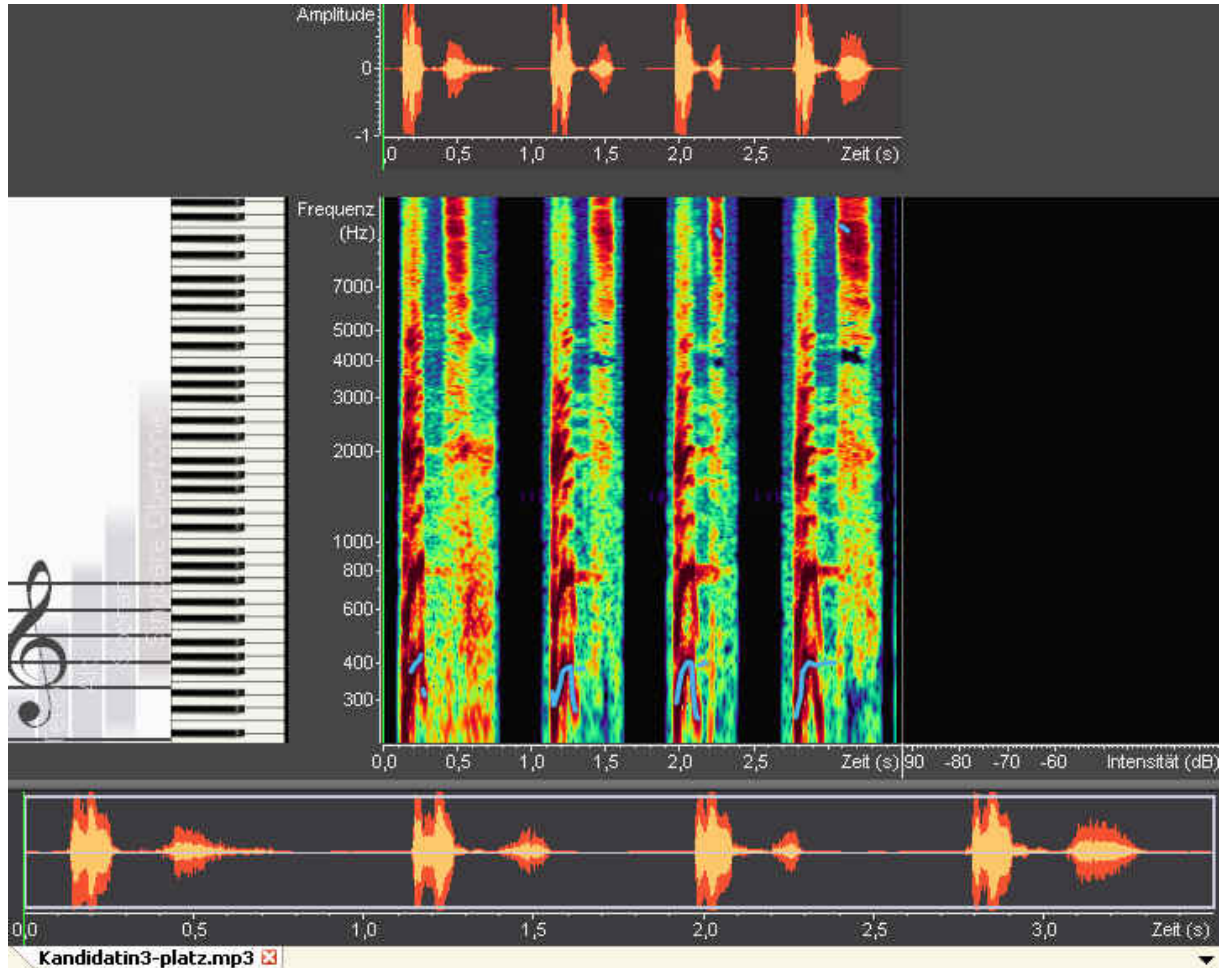 Amplitude
0
-1
,0 0,5 1,0 1,5 2,0 2,5 Zeit (s)
Frequenz
(Hz)
7000
5000
4000
3000
2000
1000
800
600
400
300
0,0 0,5 1,0 1,5 2,0 2,5 Zeit (s) 90 -80 -70 -60 Intensität (dB)
0,0 0,5 1,0 1,5 2,0 2,5 3,0 Zeit (s)
Kandidatin3-platz.mp3